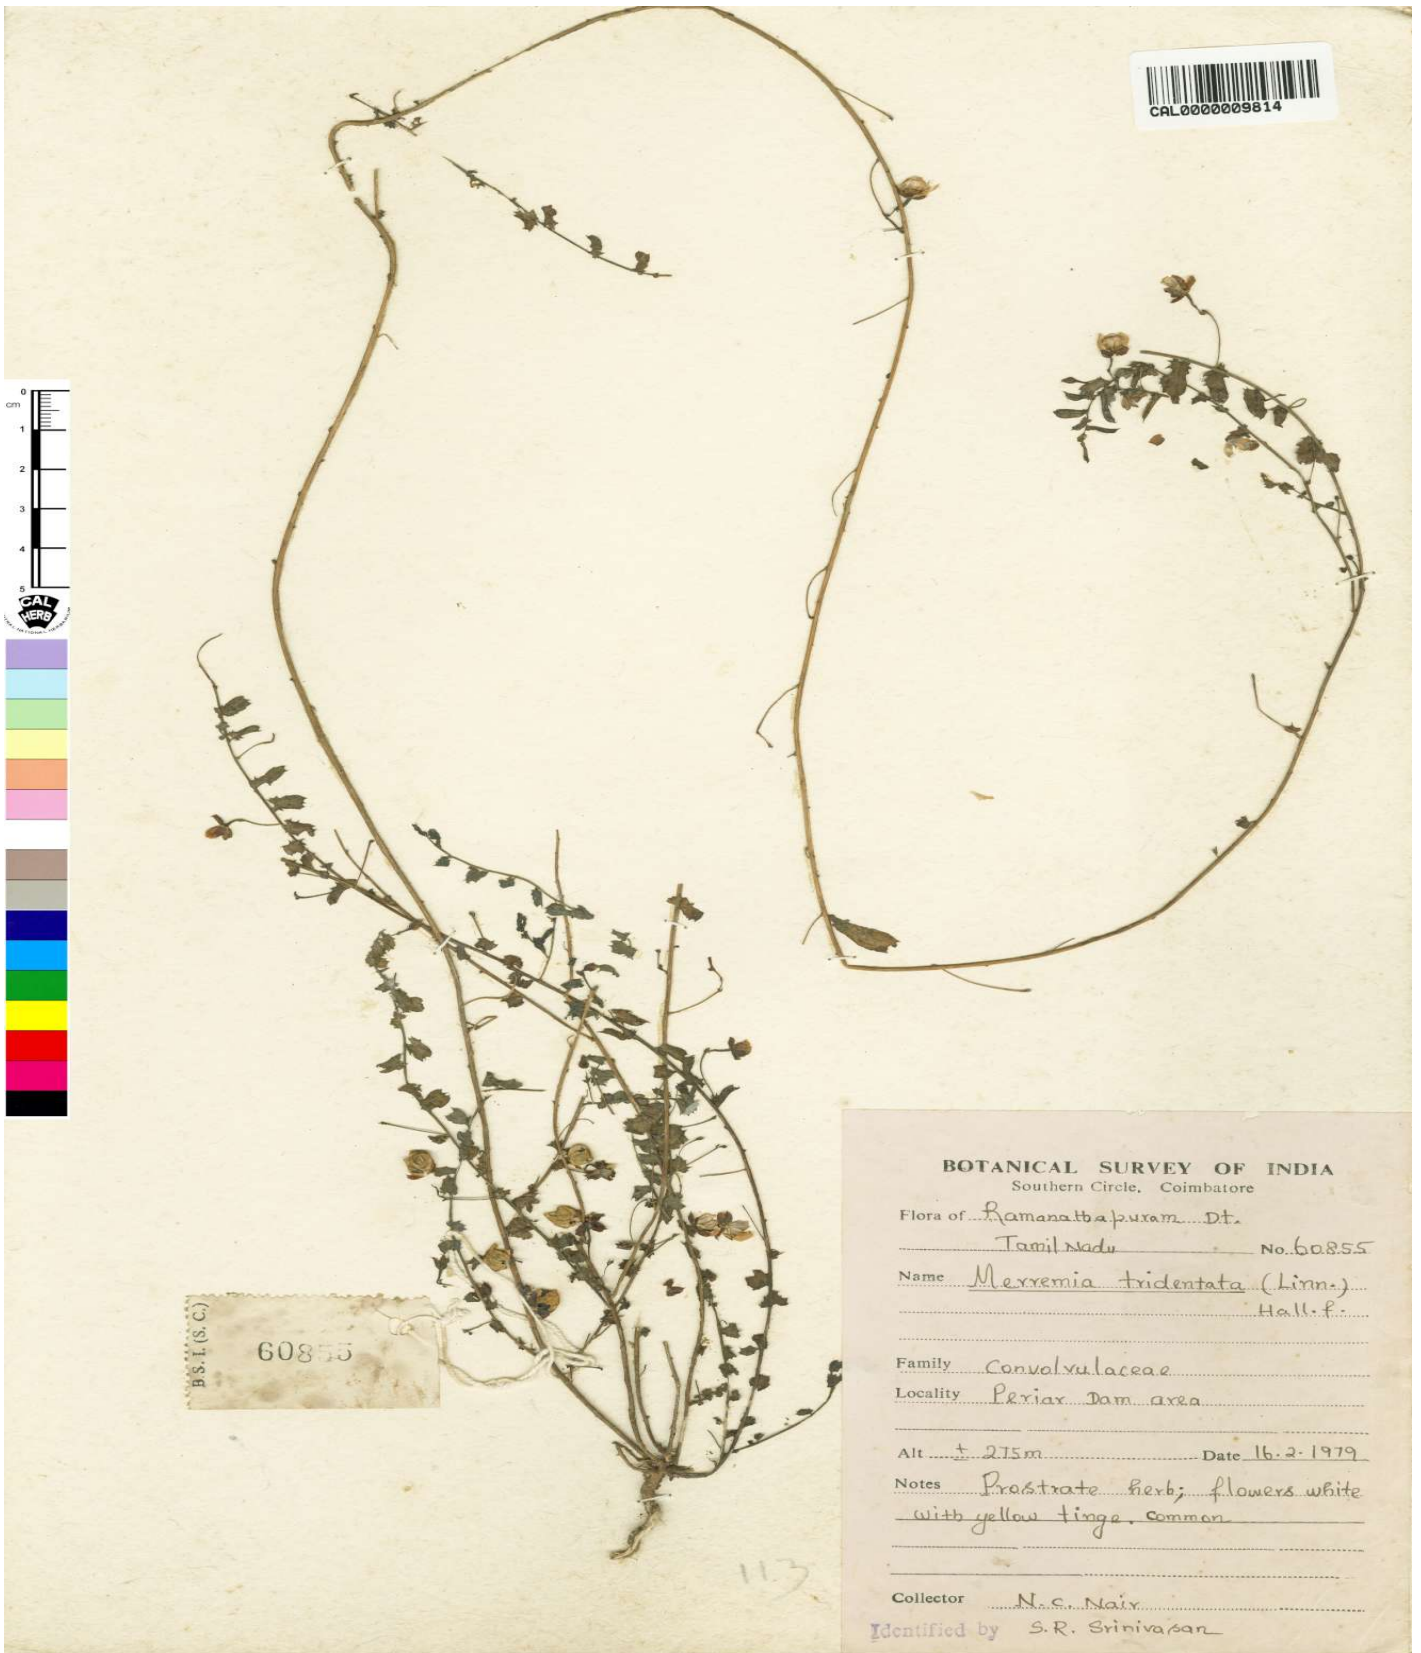 CAL0000009814
0
cm
1
2
3
4
5
CAL
HERB
B.S.I. (S. C.)
60855
11.3
BOTANICAL SURVEY OF INDIA
Southern Circle, Coimbatore
Flora of Ramanathapuram Dt.
Tamil Nadu No. 60855
Name Merremia tridentata (Linn.)
Hall. f.
Family Convolvulaceae
Locality Periar Dam area
Alt ± 275m Date 16.2.1979
Notes Prostrate herb; flowers white
with yellow tinge. common
Collector N.C. Nair
Identified by S.R. Srinivasan